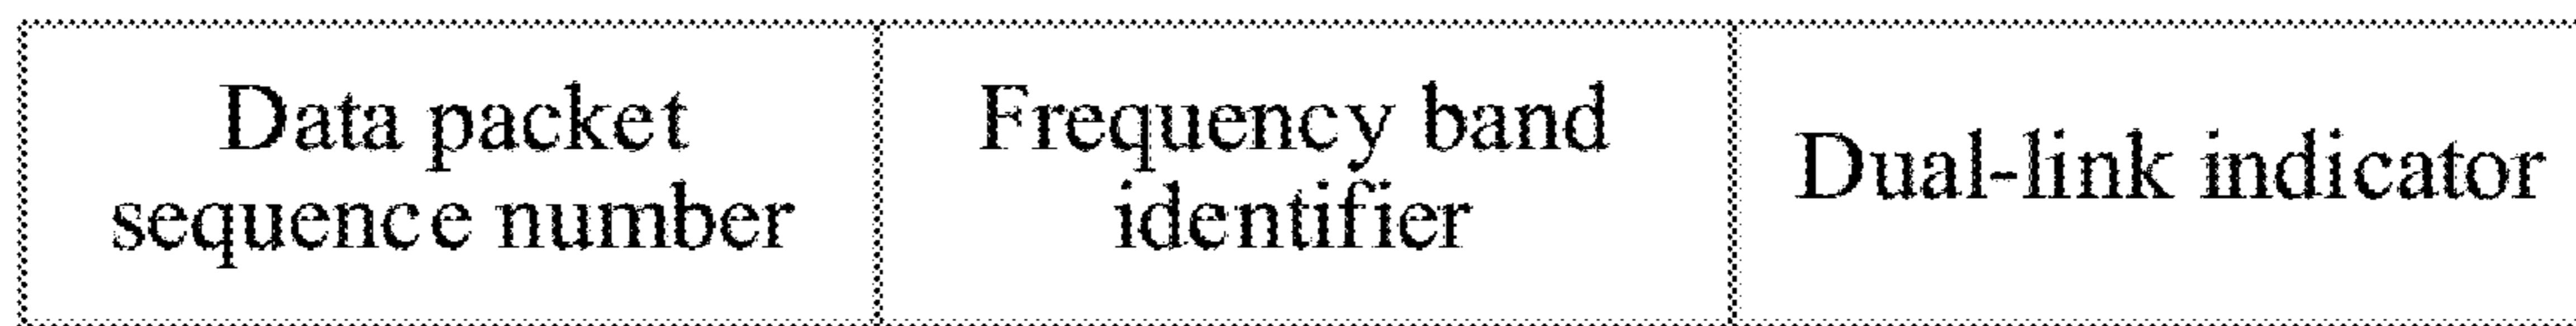 Data packet
sequence number
Frequency band
identifier
Dual-link indicator